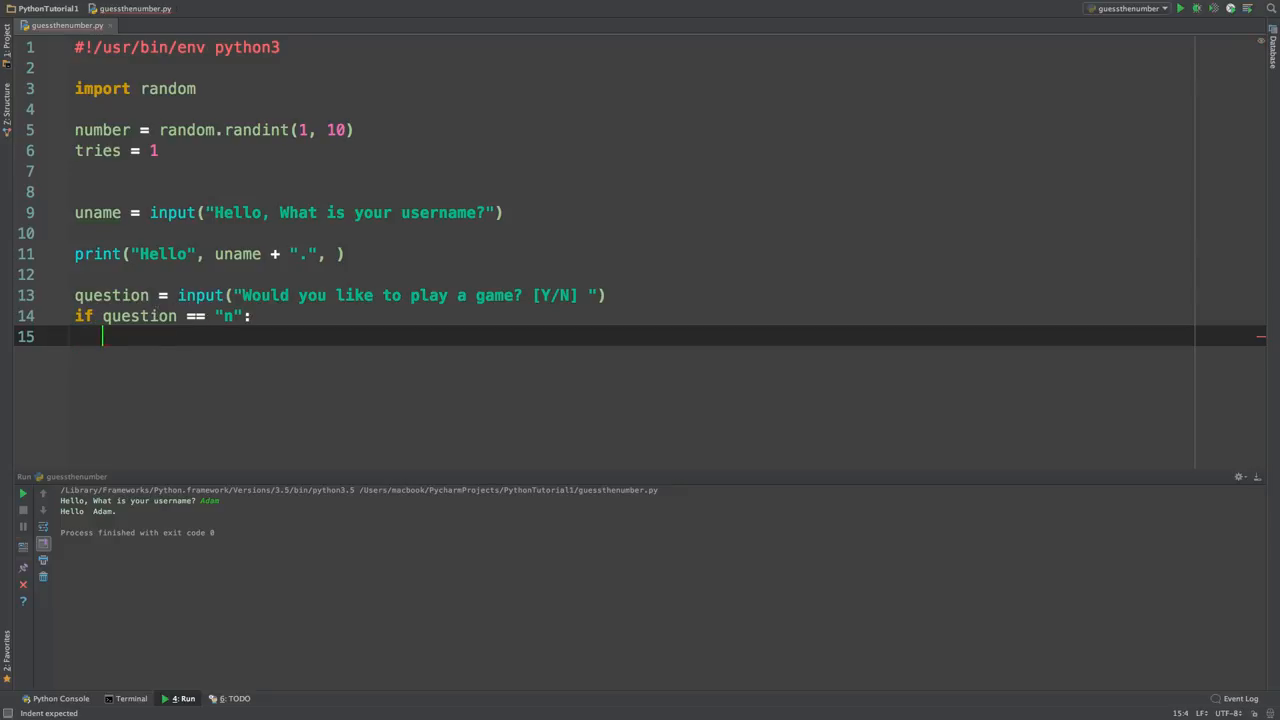 PythonTutorial1 guessthenumber.py guessthenumber
guessthenumber.py
1 #!/usr/bin/env python3
2
3 import random
4
5 number = random.randint(1, 10)
6 tries = 1
7
8
9 uname = input("Hello, What is your username?")
10
11 print("Hello", uname + ".", )
12
13 question = input("Would you like to play a game? [Y/N] ")
14 if question == "n":
15
1: Project
Z: Structure
2: Favorites
Database
Run guessthenumber
/Library/Frameworks/Python.framework/Versions/3.5/bin/python3.5 /Users/macbook/PycharmProjects/PythonTutorial1/guessthenumber.py
Hello, What is your username? Adam
Hello  Adam.
Process finished with exit code 0
Python Console Terminal 4: Run 6: TODO Event Log
Indent expected 15:4 LF÷ UTF-8÷